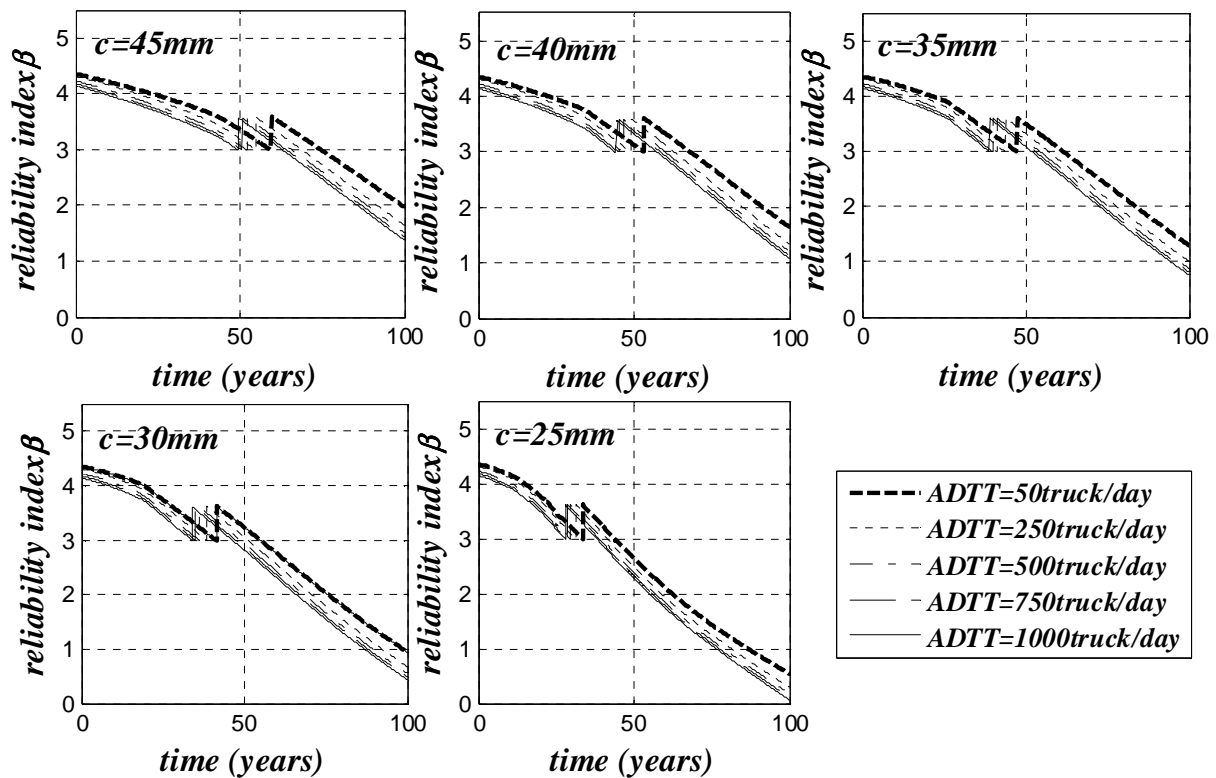 c=45mm
reliability index β
5
4
3
2
1
0
0 50 100
time (years)
c=40mm
reliability index β
5
4
3
2
1
0
0 50 100
time (years)
c=35mm
reliability index β
5
4
3
2
1
0
0 50 100
time (years)
c=30mm
reliability index β
5
4
3
2
1
0
0 50 100
time (years)
c=25mm
reliability index β
5
4
3
2
1
0
0 50 100
time (years)
ADTT=50truck/day
ADTT=250truck/day
ADTT=500truck/day
ADTT=750truck/day
ADTT=1000truck/day